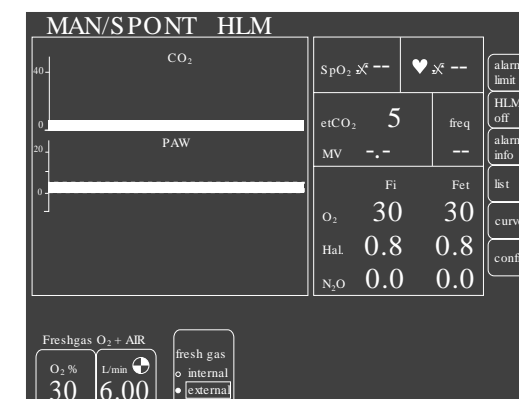 MAN/SPONT HLM
CO₂
40
0
PAW
20
0
SpO₂ --
♥ --
etCO₂ 5
freq
MV -.-
--
Fi Fet
O₂ 30 30
Hal. 0.8 0.8
N₂O 0.0 0.0
alarm
limit
HLM
off
alarm
info
list
curve
confi
Freshgas O₂ + AIR
O₂ %
30
L/min
6.00
fresh gas
internal
external